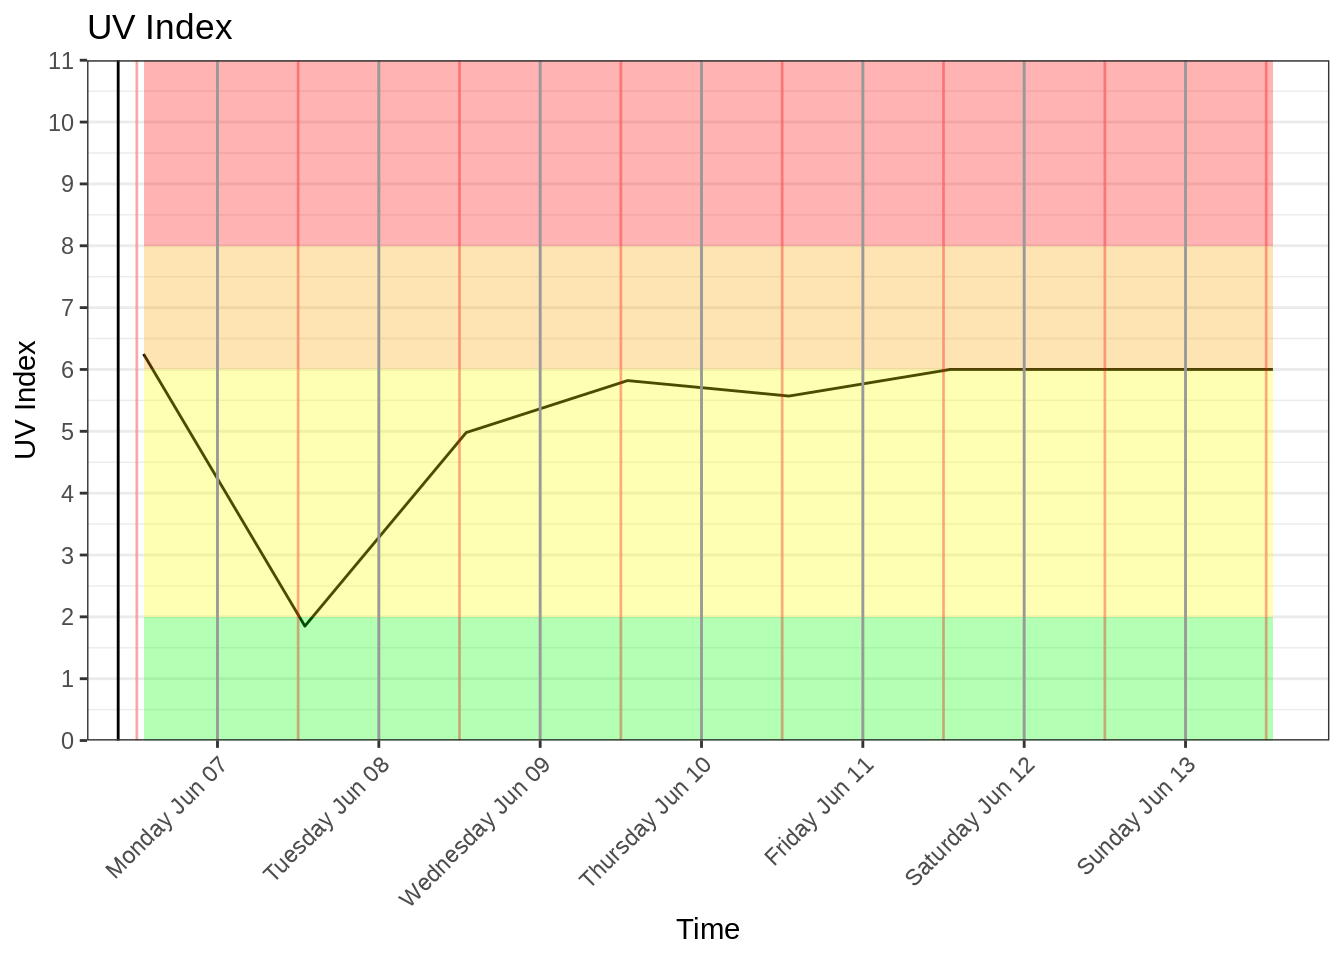 UV Index
11
10
9
8
7
6
5
4
3
2
1
0
UV Index
Monday Jun 07
Tuesday Jun 08
Wednesday Jun 09
Thursday Jun 10
Friday Jun 11
Saturday Jun 12
Sunday Jun 13
Time